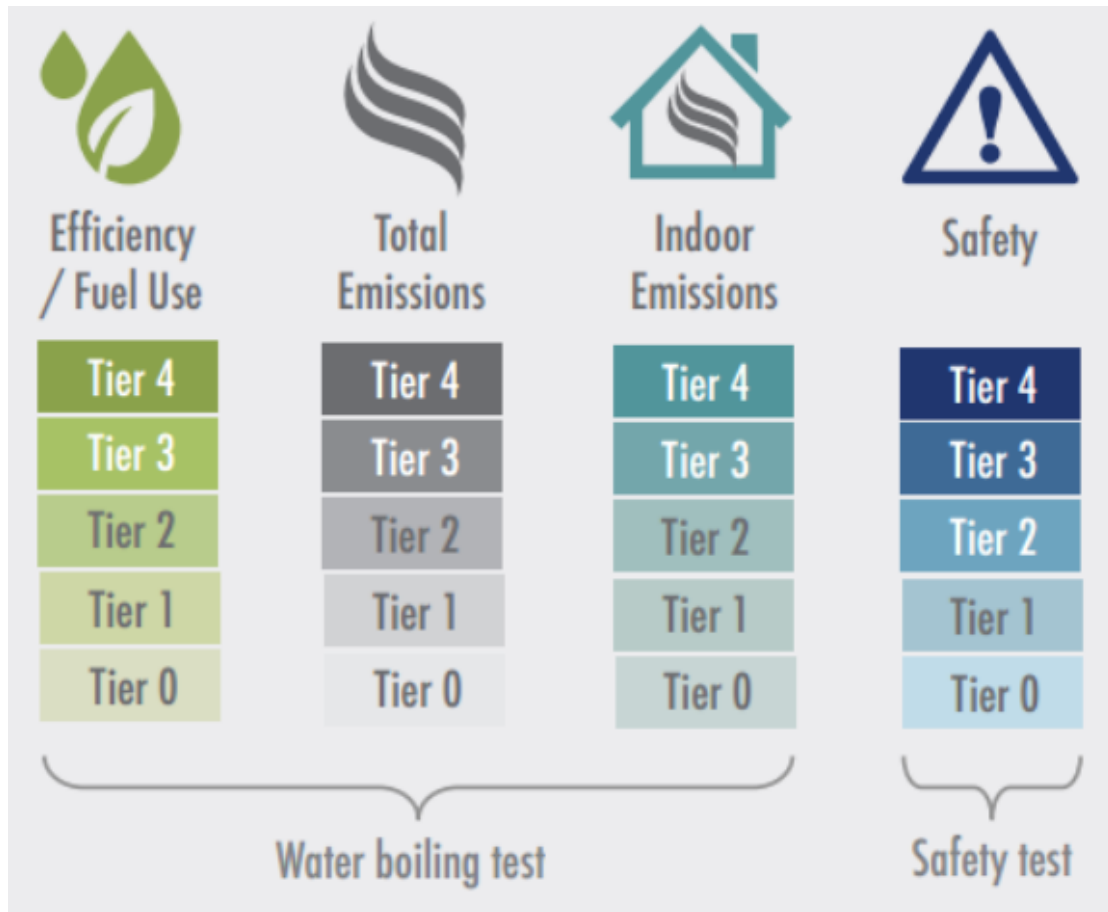 Efficiency
/ Fuel Use
Total
Emissions
Indoor
Emissions
Safety
Tier 4
Tier 3
Tier 2
Tier 1
Tier 0
Tier 4
Tier 3
Tier 2
Tier 1
Tier 0
Tier 4
Tier 3
Tier 2
Tier 1
Tier 0
Tier 4
Tier 3
Tier 2
Tier 1
Tier 0
Water boiling test
Safety test